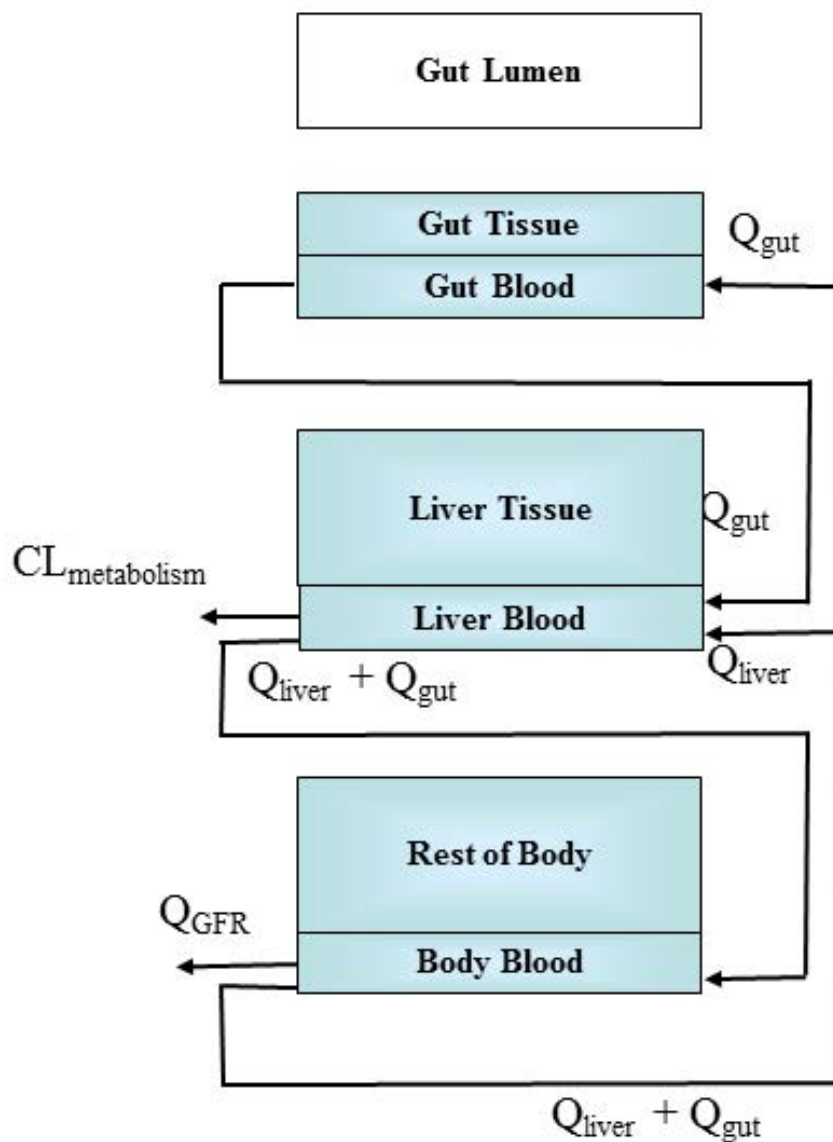 Gut Lumen
Gut Tissue
Q_gut
Gut Blood
Liver Tissue
Q_gut
CL_metabolism
Liver Blood
Q_liver + Q_gut
Q_liver
Rest of Body
Q_GFR
Body Blood
Q_liver + Q_gut